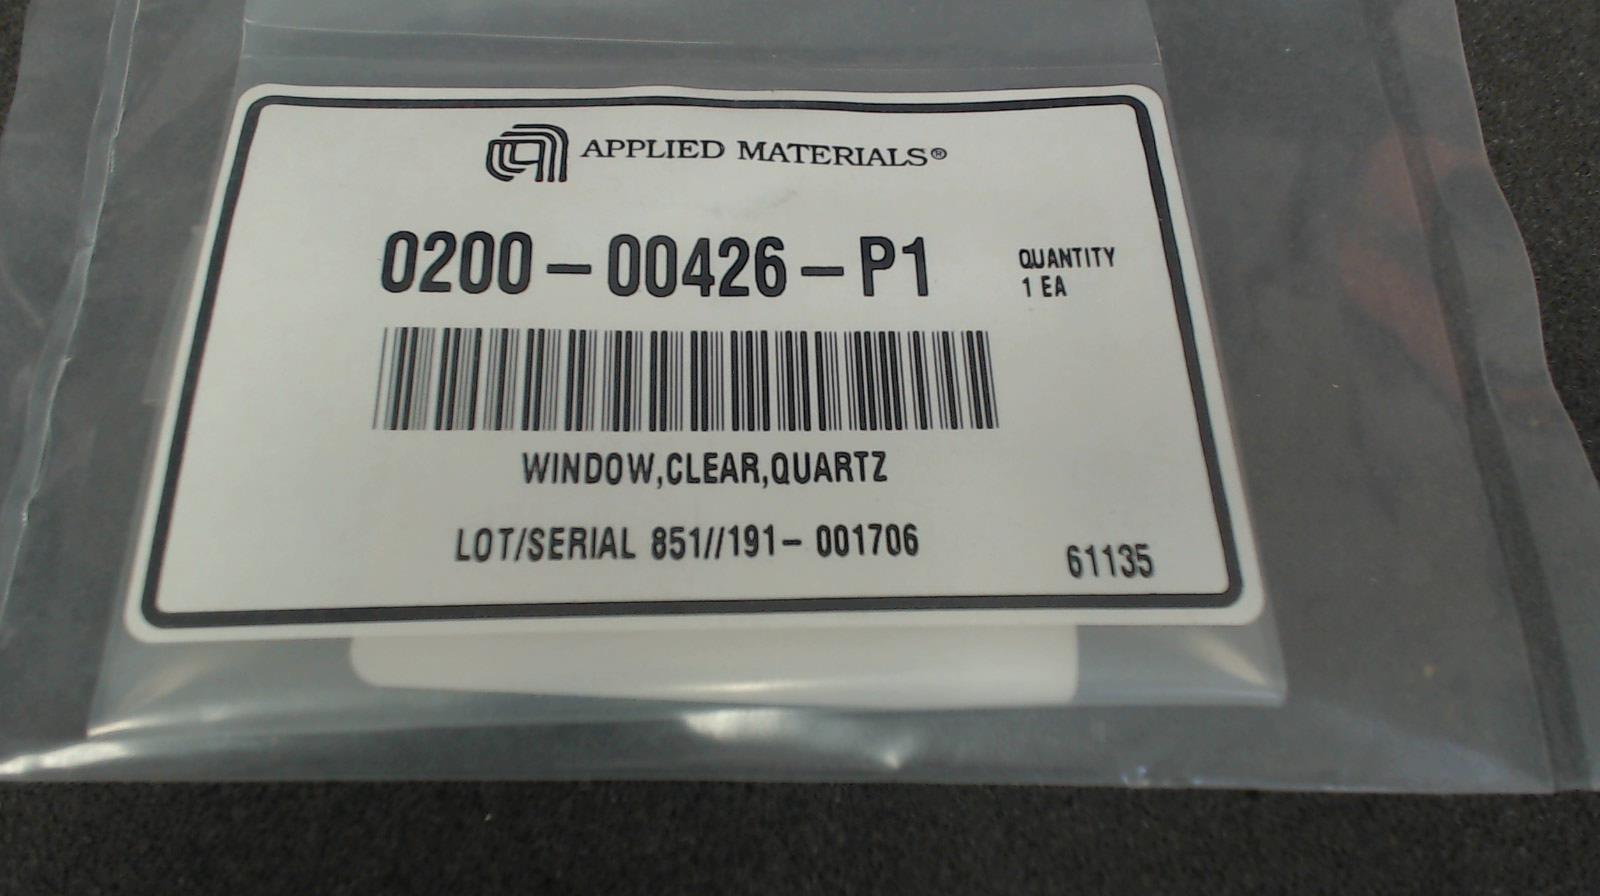 APPLIED MATERIALS®
0200-00426-P1
QUANTITY
1 EA
WINDOW,CLEAR,QUARTZ
LOT/SERIAL 851//191- 001706
61135